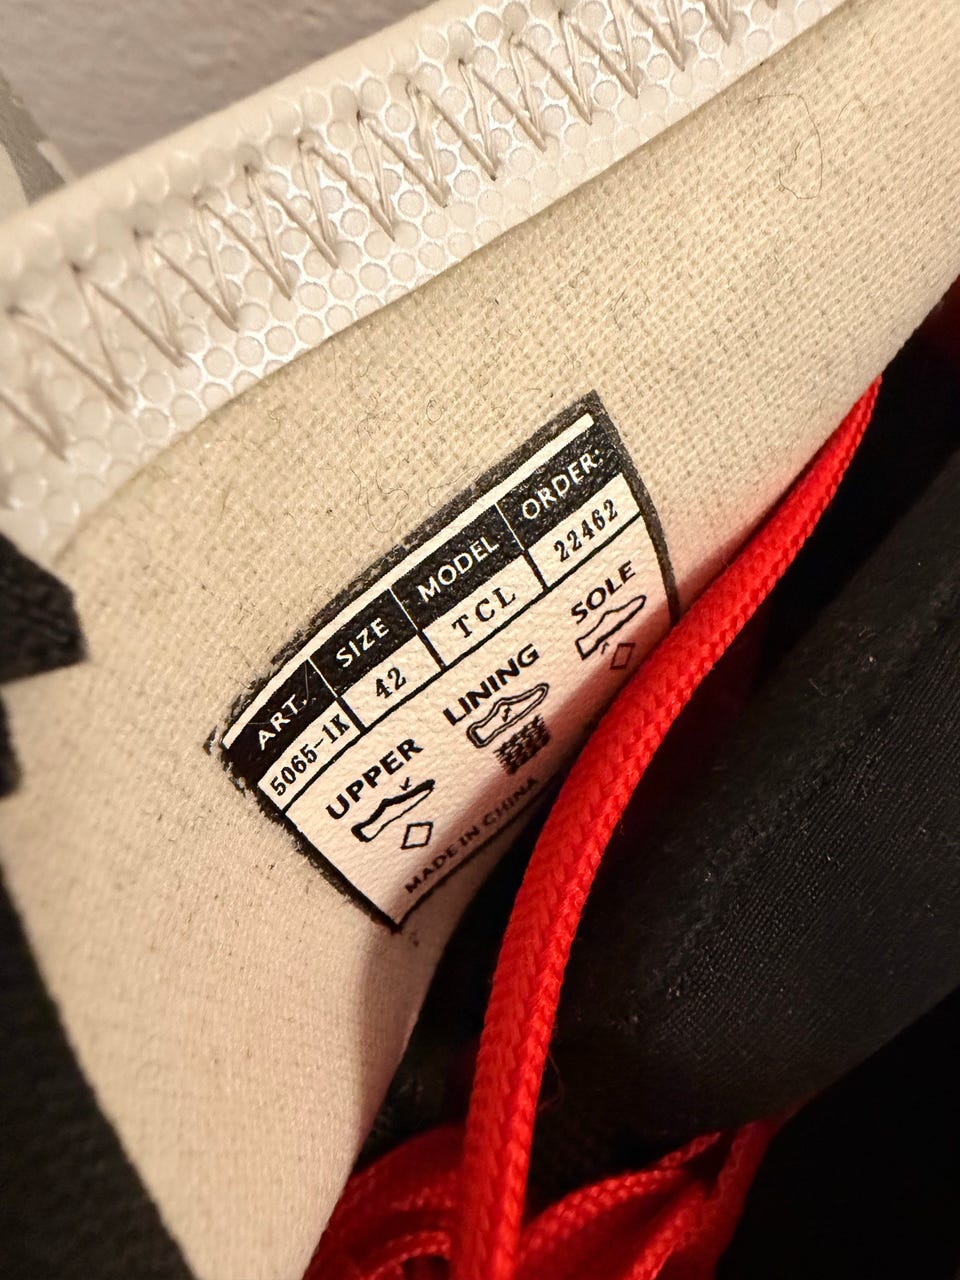 ART./ SIZE MODEL ORDER:
5065-1K 42 TCL 22462
UPPER LINING SOLE
MADE IN CHINA